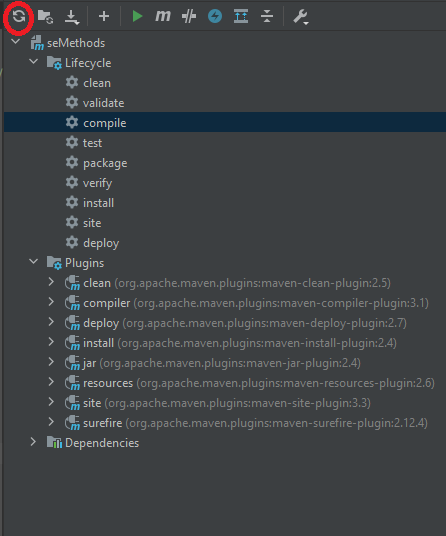 seMethods
Lifecycle
clean
validate
compile
test
package
verify
install
site
deploy
Plugins
clean (org.apache.maven.plugins:maven-clean-plugin:2.5)
compiler (org.apache.maven.plugins:maven-compiler-plugin:3.1)
deploy (org.apache.maven.plugins:maven-deploy-plugin:2.7)
install (org.apache.maven.plugins:maven-install-plugin:2.4)
jar (org.apache.maven.plugins:maven-jar-plugin:2.4)
resources (org.apache.maven.plugins:maven-resources-plugin:2.6)
site (org.apache.maven.plugins:maven-site-plugin:3.3)
surefire (org.apache.maven.plugins:maven-surefire-plugin:2.12.4)
Dependencies